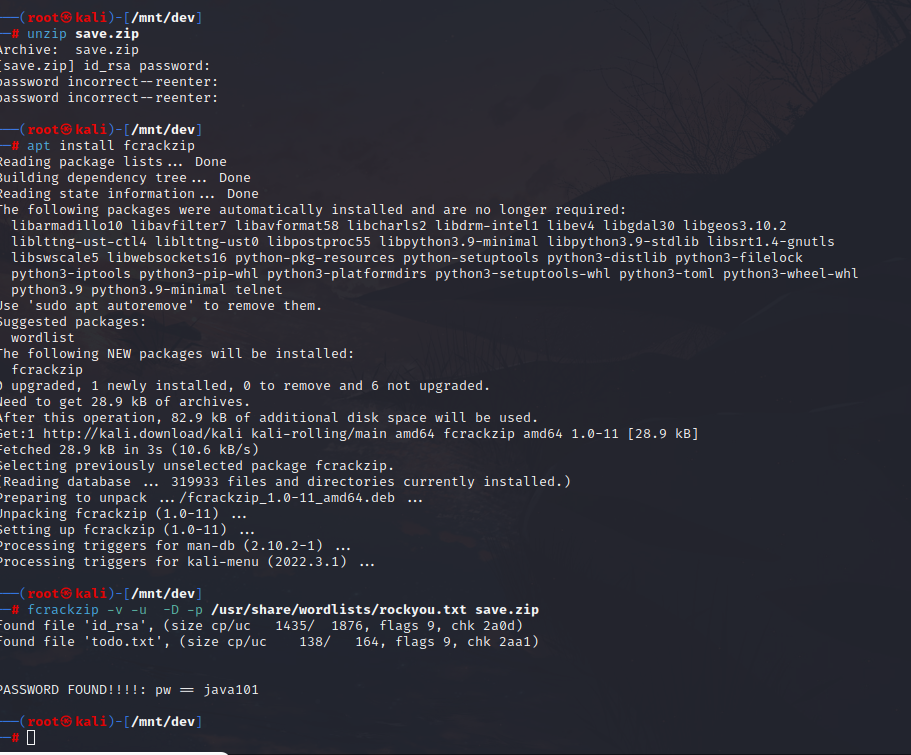 ──(root㉿kali)-[/mnt/dev]
─# unzip save.zip
Archive:  save.zip
[save.zip] id_rsa password:
password incorrect--reenter:
password incorrect--reenter:
──(root㉿kali)-[/mnt/dev]
─# apt install fcrackzip
Reading package lists... Done
Building dependency tree... Done
Reading state information... Done
The following packages were automatically installed and are no longer required:
  libarmadillo10 libavfilter7 libavformat58 libcharls2 libdrm-intel1 libev4 libgdal30 libgeos3.10.2
  liblttng-ust-ctl4 liblttng-ust0 libpostproc55 libpython3.9-minimal libpython3.9-stdlib libsrt1.4-gnutls
  libswscale5 libwebsockets16 python-pkg-resources python-setuptools python3-distlib python3-filelock
  python3-iptools python3-pip-whl python3-platformdirs python3-setuptools-whl python3-toml python3-wheel-whl
  python3.9 python3.9-minimal telnet
Use 'sudo apt autoremove' to remove them.
Suggested packages:
  wordlist
The following NEW packages will be installed:
  fcrackzip
0 upgraded, 1 newly installed, 0 to remove and 6 not upgraded.
Need to get 28.9 kB of archives.
After this operation, 82.9 kB of additional disk space will be used.
Get:1 http://kali.download/kali kali-rolling/main amd64 fcrackzip amd64 1.0-11 [28.9 kB]
Fetched 28.9 kB in 3s (10.6 kB/s)
Selecting previously unselected package fcrackzip.
(Reading database ... 319933 files and directories currently installed.)
Preparing to unpack .../fcrackzip_1.0-11_amd64.deb ...
Unpacking fcrackzip (1.0-11) ...
Setting up fcrackzip (1.0-11) ...
Processing triggers for man-db (2.10.2-1) ...
Processing triggers for kali-menu (2022.3.1) ...
──(root㉿kali)-[/mnt/dev]
─# fcrackzip -v -u  -D -p /usr/share/wordlists/rockyou.txt save.zip
found file 'id_rsa', (size cp/uc   1435/  1876, flags 9, chk 2a0d)
found file 'todo.txt', (size cp/uc    138/   164, flags 9, chk 2aa1)
PASSWORD FOUND!!!!: pw == java101
──(root㉿kali)-[/mnt/dev]
─#